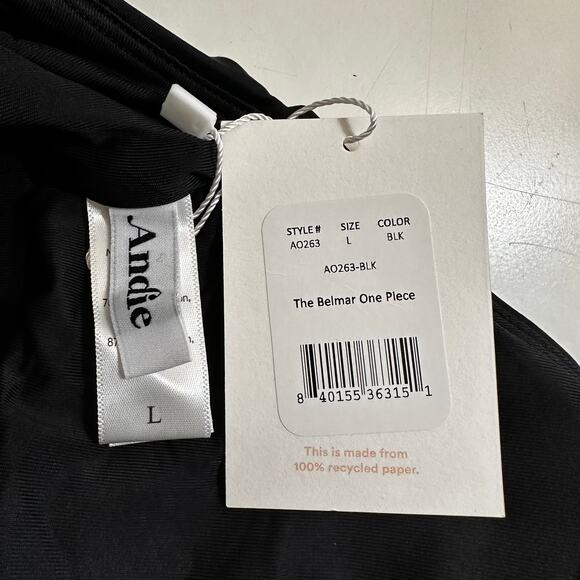 Andie
L
STYLE # SIZE COLOR
AO263 L BLK
AO263-BLK
The Belmar One Piece
8 40155 36315 1
This is made from
100% recycled paper.